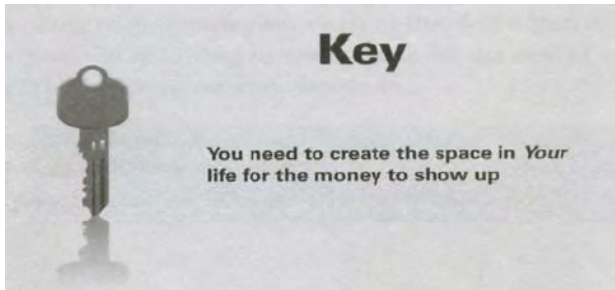 Key
You need to create the space in Your
life for the money to show up